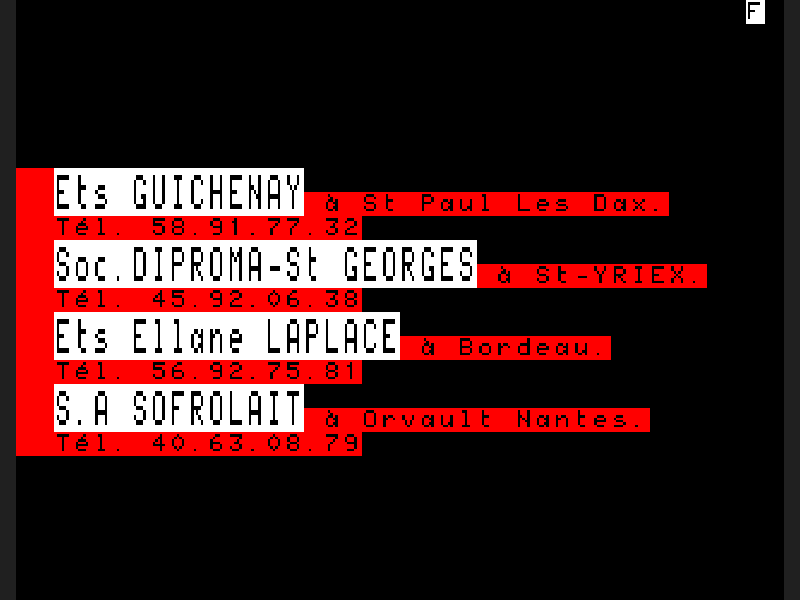 F
Ets GUICHENAY à St Paul Les Dax.
Tél. 58.91.77.32
Soc.DIPROMA-St GEORGES à St-YRIEX.
Tél. 45.92.06.38
Ets Ellane LAPLACE à Bordeau.
Tél. 56.92.75.81
S.A SOFROLAIT à Orvault Nantes.
Tél. 40.63.08.79